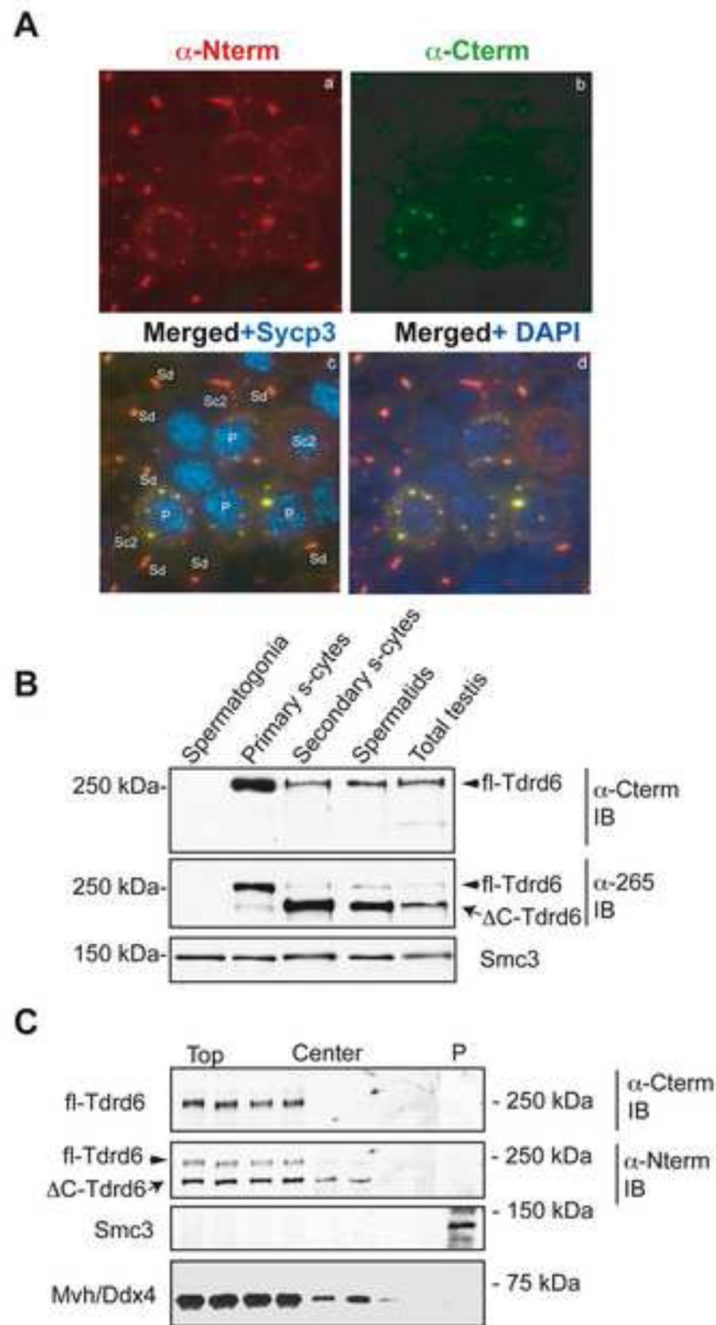 A
α-Nterm
α-Cterm
a
b
Merged+Sycp3
Merged+ DAPI
c
d
Sd
Sc2
Sd
Sd
P
Sc2
Sd
P
P
P
Sc2
Sd
Sd
Sd
B
Spermatogonia
Primary s-cytes
Secondary s-cytes
Spermatids
Total testis
250 kDa-
fl-Tdrd6
α-Cterm
IB
250 kDa-
fl-Tdrd6
ΔC-Tdrd6
α-265
IB
150 kDa-
Smc3
C
Top
Center
P
fl-Tdrd6
- 250 kDa
α-Cterm
IB
fl-Tdrd6
ΔC-Tdrd6
- 250 kDa
α-Nterm
IB
Smc3
- 150 kDa
Mvh/Ddx4
- 75 kDa